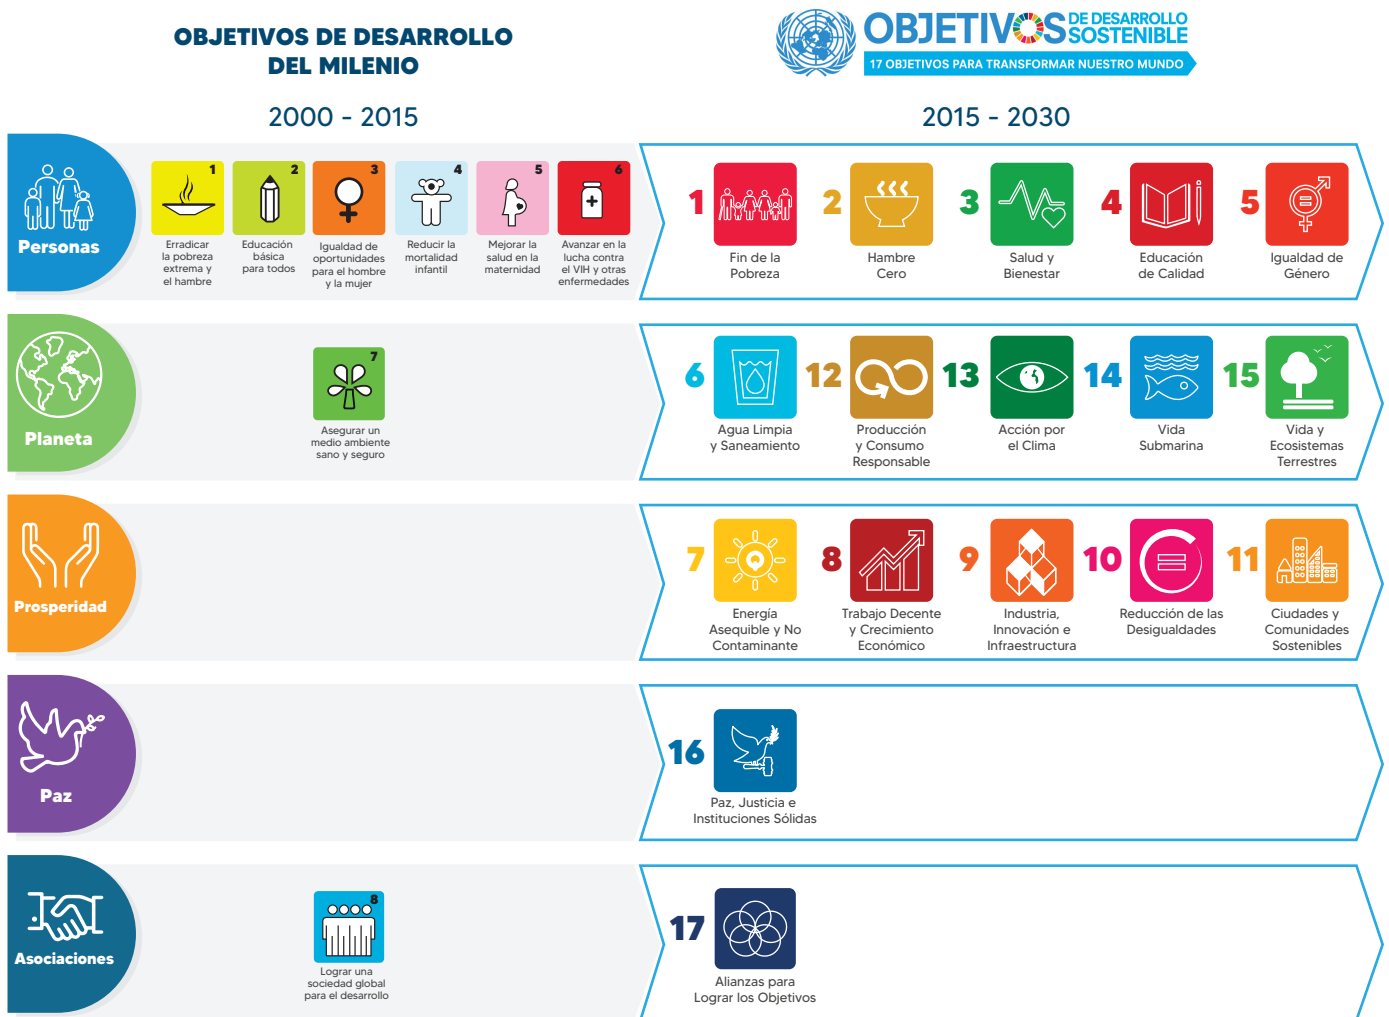 OBJETIVOS DE DESARROLLO
DEL MILENIO
OBJETIVOS DE DESARROLLO
SOSTENIBLE
17 OBJETIVOS PARA TRANSFORMAR NUESTRO MUNDO
2000 - 2015
2015 - 2030
Personas
1
Erradicar
la pobreza
extrema y
el hambre
2
Educación
básica
para todos
3
Igualdad de
oportunidades
para el hombre
y la mujer
4
Reducir la
mortalidad
infantil
5
Mejorar la
salud en la
maternidad
6
Avanzar en la
lucha contra
el VIH y otras
enfermedades
1
Fin de la
Pobreza
2
Hambre
Cero
3
Salud y
Bienestar
4
Educación
de Calidad
5
Igualdad de
Género
Planeta
7
Asegurar un
medio ambiente
sano y seguro
6
Agua Limpia
y Saneamiento
12
Producción
y Consumo
Responsable
13
Acción por
el Clima
14
Vida
Submarina
15
Vida y
Ecosistemas
Terrestres
Prosperidad
7
Energía
Asequible y No
Contaminante
8
Trabajo Decente
y Crecimiento
Económico
9
Industria,
Innovación e
Infraestructura
10
Reducción de las
Desigualdades
11
Ciudades y
Comunidades
Sostenibles
Paz
16
Paz, Justicia e
Instituciones Sólidas
Asociaciones
8
Lograr una
sociedad global
para el desarrollo
17
Alianzas para
Lograr los Objetivos